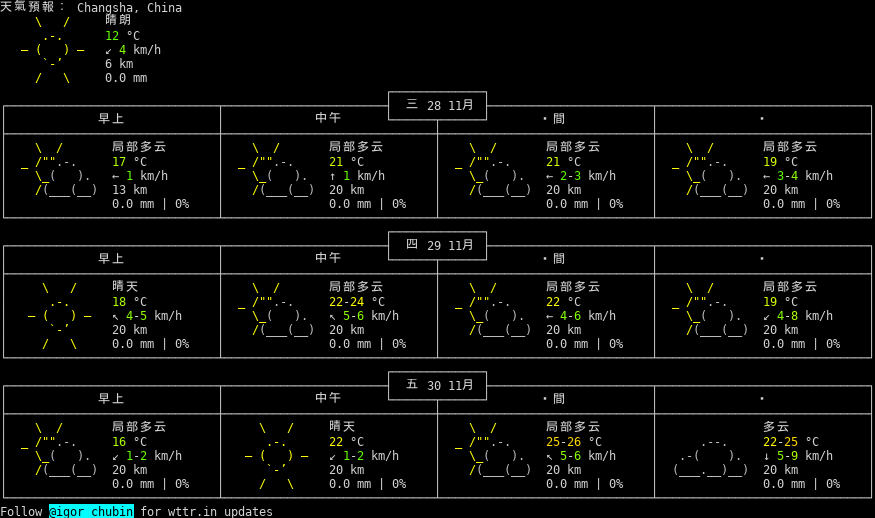 天氣預報： Changsha, China
晴朗
12 °C
↙ 4 km/h
6 km
0.0 mm
三 28 11月
早上 中午 ・間 ・
局部多云 局部多云 局部多云 局部多云
17 °C 21 °C 21 °C 19 °C
← 1 km/h ↑ 1 km/h ← 2-3 km/h ← 3-4 km/h
13 km 20 km 20 km 20 km
0.0 mm | 0% 0.0 mm | 0% 0.0 mm | 0% 0.0 mm | 0%
四 29 11月
早上 中午 ・間 ・
晴天 局部多云 局部多云 局部多云
18 °C 22-24 °C 22 °C 19 °C
↖ 4-5 km/h ↖ 5-6 km/h ← 4-6 km/h ↙ 4-8 km/h
20 km 20 km 20 km 20 km
0.0 mm | 0% 0.0 mm | 0% 0.0 mm | 0% 0.0 mm | 0%
五 30 11月
早上 中午 ・間 ・
局部多云 晴天 局部多云 多云
16 °C 22 °C 25-26 °C 22-25 °C
↙ 1-2 km/h ↙ 1-2 km/h ↖ 5-6 km/h ↓ 5-9 km/h
20 km 20 km 20 km 20 km
0.0 mm | 0% 0.0 mm | 0% 0.0 mm | 0% 0.0 mm | 0%
Follow @igor_chubin for wttr.in updates